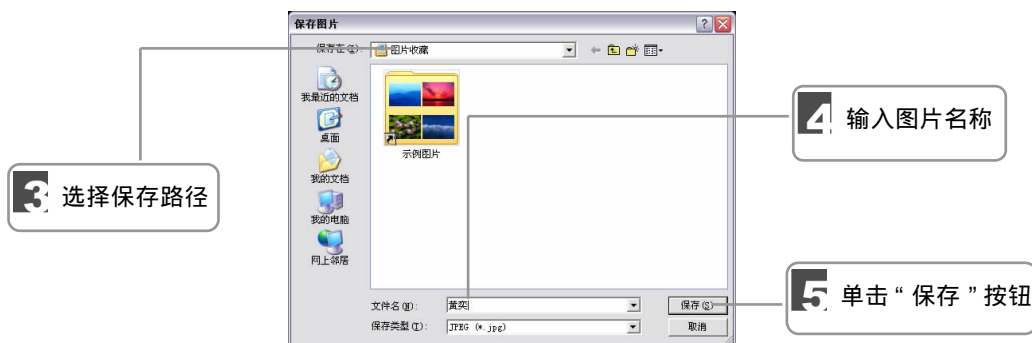 保存图片
保存在(I):
图片收藏
我最近的文档
桌面
我的文档
我的电脑
网上邻居
示例图片
文件名(N):
黄奕
保存(S)
保存类型(T):
JPEG (*.jpg)
取消
3 选择保存路径
4 输入图片名称
5 单击“保存”按钮